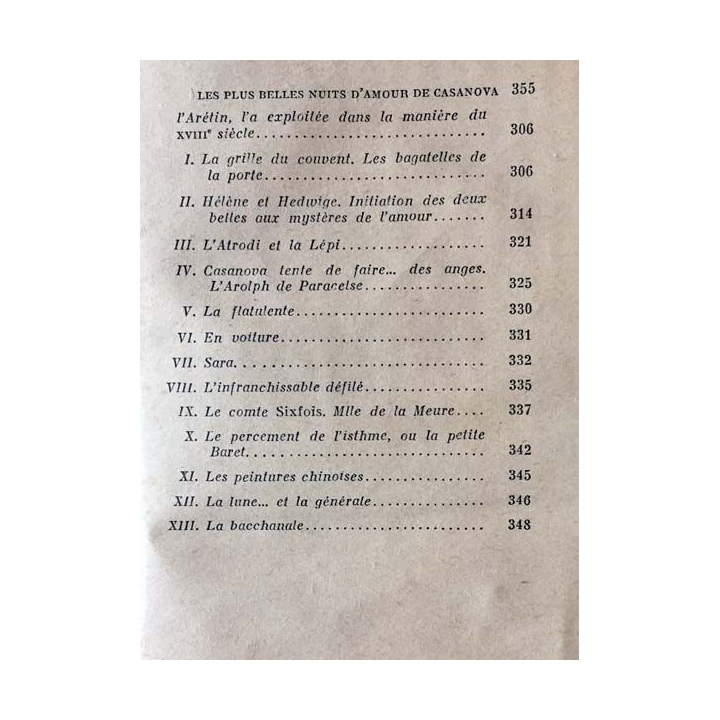 LES PLUS BELLES NUITS D'AMOUR DE CASANOVA 355
l'Arétin, l'a exploitée dans la manière du
XVIIIe siècle.............................. 306
I. La grille du couvent. Les bagatelles de
la porte............................. 306
II. Hélène et Hedwige. Initiation des deux
belles aux mystères de l'amour....... 314
III. L'Atrodi et la Lépi................... 321
IV. Casanova tente de faire... des anges.
L'Arolph de Paracelse................ 325
V. La flatulente......................... 330
VI. En voiture........................... 331
VII. Sara................................. 332
VIII. L'infranchissable défilé................ 335
IX. Le comte Sixfois. Mlle de la Meure.... 337
X. Le percement de l'isthme, ou la petite
Baret................................ 342
XI. Les peintures chinoises................ 345
XII. La lune... et la générale............... 346
XIII. La bacchanale........................ 348